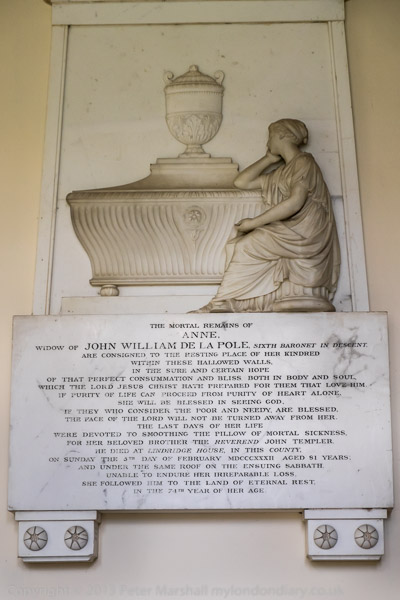 THE MORTAL REMAINS OF
ANNE,
WIDOW OF JOHN WILLIAM DE LA POLE, SIXTH BARONET IN DESCENT,
ARE CONSIGNED TO THE RESTING PLACE OF HER KINDRED
WITHIN THESE HALLOWED WALLS,
IN THE SURE AND CERTAIN HOPE
OF THAT PERFECT CONSUMMATION AND BLISS, BOTH IN BODY AND SOUL,
WHICH THE LORD JESUS CHRIST HATH PREPARED FOR THEM THAT LOVE HIM.
IF PURITY OF LIFE CAN PROCEED FROM PURITY OF HEART ALONE,
SHE WILL BE BLESSED IN SEEING GOD.
IF THEY WHO CONSIDER THE POOR AND NEEDY, ARE BLESSED,
THE FACE OF THE LORD WILL NOT BE TURNED AWAY FROM HER.
THE LAST DAYS OF HER LIFE
WERE DEVOTED TO SMOOTHING THE PILLOW OF MORTAL SICKNESS,
FOR HER BELOVED BROTHER THE REVEREND JOHN TEMPLER.
HE DIED AT LINDRIDGE HOUSE, IN THIS COUNTY,
ON SUNDAY THE 5TH DAY OF FEBRUARY MDCCCXXXII AGED 81 YEARS:
AND UNDER THE SAME ROOF ON THE ENSUING SABBATH,
UNABLE TO ENDURE HER IRREPARABLE LOSS,
SHE FOLLOWED HIM TO THE LAND OF ETERNAL REST,
IN THE 74TH YEAR OF HER AGE.
Copyright © 2013 Peter Marshall mylondondiary.co.uk